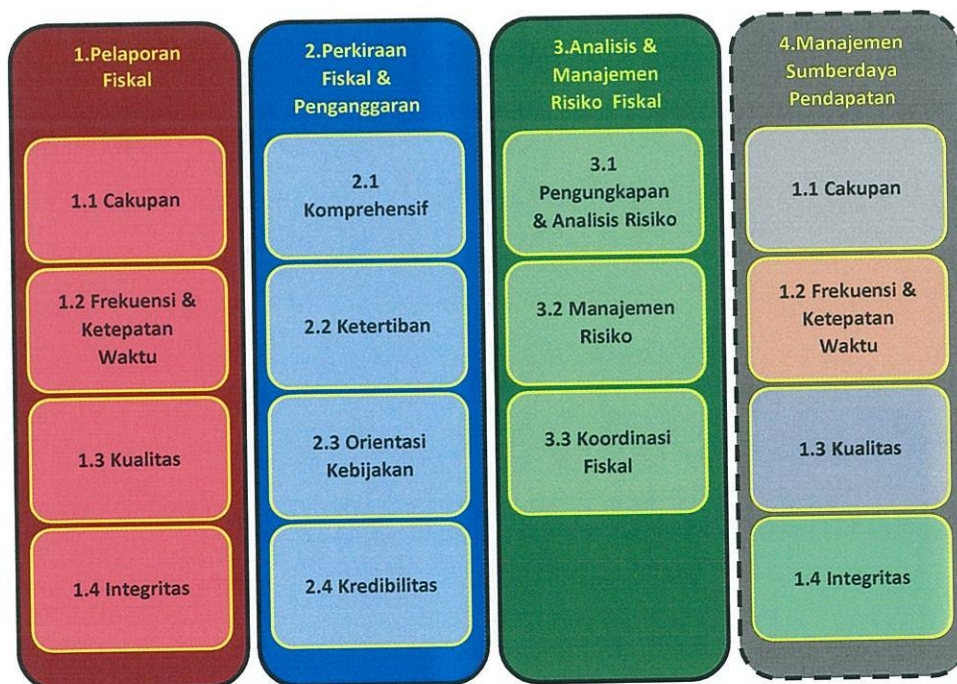 1.Pelaporan
Fiskal
1.1 Cakupan
1.2 Frekuensi &
Ketepatan
Waktu
1.3 Kualitas
1.4 Integritas
2.Perkiraan
Fiskal &
Penganggaran
2.1
Komprehensif
2.2 Ketertiban
2.3 Orientasi
Kebijakan
2.4 Kredibilitas
3.Analisis &
Manajemen
Risiko Fiskal
3.1
Pengungkapan
& Analisis Risiko
3.2 Manajemen
Risiko
3.3 Koordinasi
Fiskal
4.Manajemen
Sumberdaya
Pendapatan
1.1 Cakupan
1.2 Frekuensi &
Ketepatan
Waktu
1.3 Kualitas
1.4 Integritas